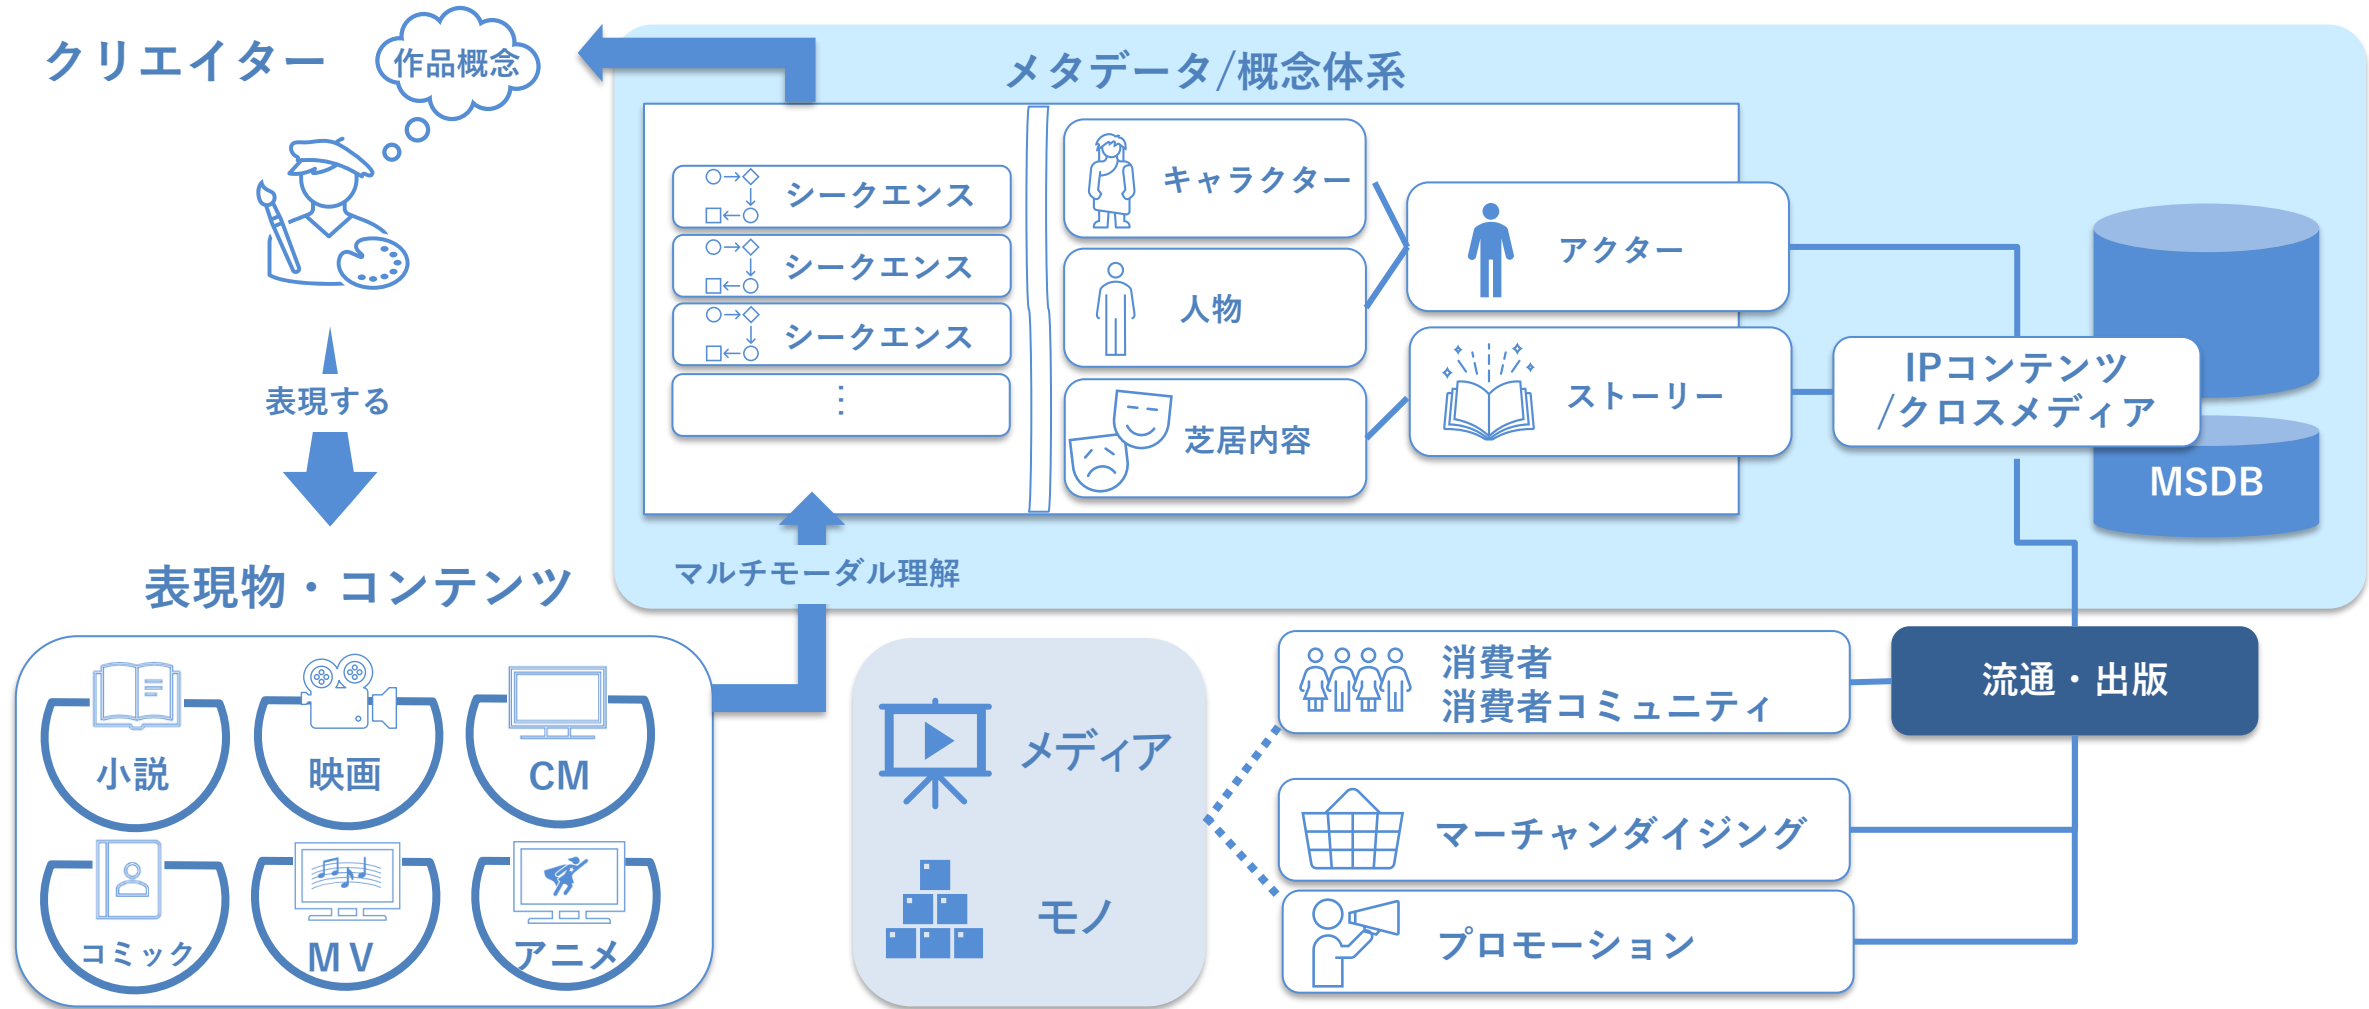 クリエイター
作品概念
表現する
表現物・コンテンツ
小説
映画
CM
コミック
ＭＶ
アニメ
メタデータ/概念体系
シークエンス
シークエンス
シークエンス
⋮
キャラクター
人物
芝居内容
アクター
ストーリー
IPコンテンツ
/クロスメディア
MSDB
マルチモーダル理解
メディア
モノ
消費者
消費者コミュニティ
マーチャンダイジング
プロモーション
流通・出版